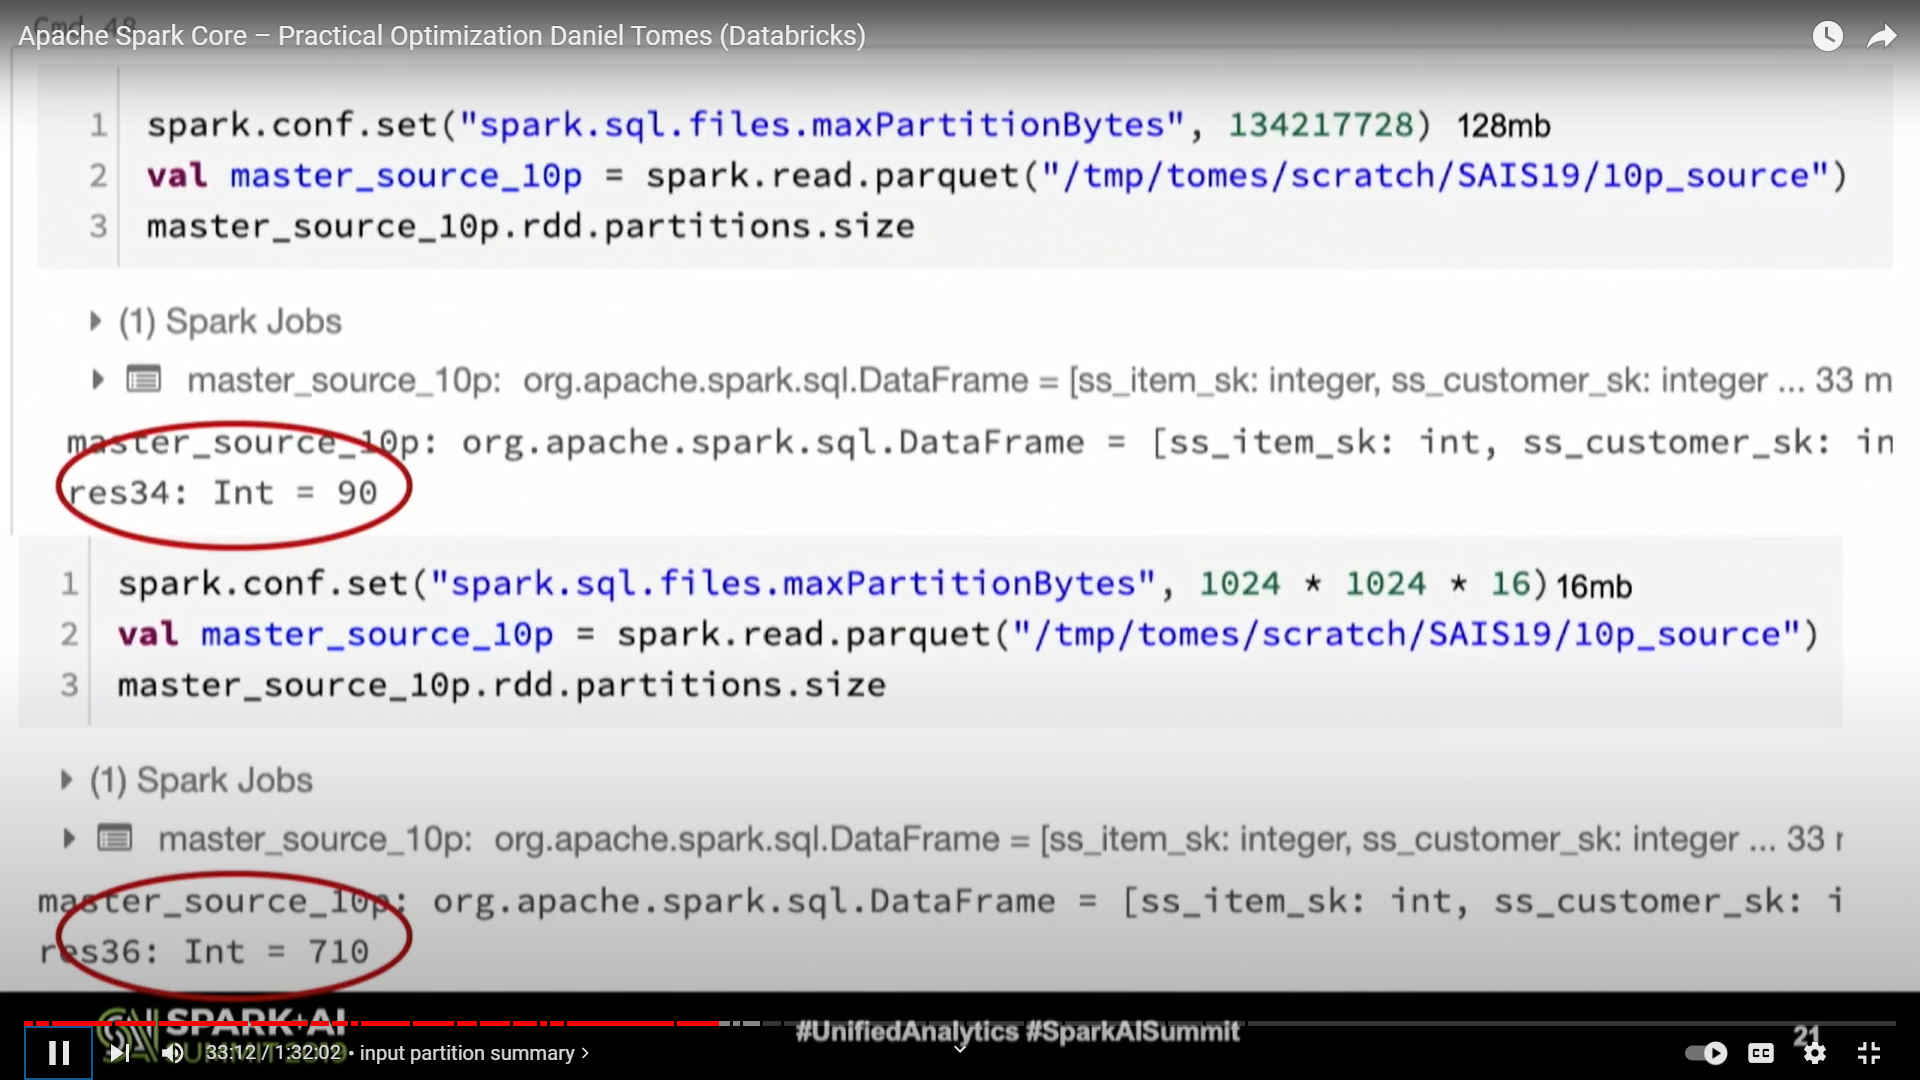 Cmd 48
Apache Spark Core – Practical Optimization Daniel Tomes (Databricks)
1 spark.conf.set("spark.sql.files.maxPartitionBytes", 134217728) 128mb
2 val master_source_10p = spark.read.parquet("/tmp/tomes/scratch/SAIS19/10p_source")
3 master_source_10p.rdd.partitions.size
(1) Spark Jobs
master_source_10p: org.apache.spark.sql.DataFrame = [ss_item_sk: integer, ss_customer_sk: integer ... 33 m
master_source_10p: org.apache.spark.sql.DataFrame = [ss_item_sk: int, ss_customer_sk: in
res34: Int = 90
1 spark.conf.set("spark.sql.files.maxPartitionBytes", 1024 * 1024 * 16) 16mb
2 val master_source_10p = spark.read.parquet("/tmp/tomes/scratch/SAIS19/10p_source")
3 master_source_10p.rdd.partitions.size
(1) Spark Jobs
master_source_10p: org.apache.spark.sql.DataFrame = [ss_item_sk: integer, ss_customer_sk: integer ... 33
master_source_10p: org.apache.spark.sql.DataFrame = [ss_item_sk: int, ss_customer_sk: i
res36: Int = 710
SPARK+AI
SUMMIT 2019
#UnifiedAnalytics #SparkAISummit
21
33:12 / 1:32:02 • input partition summary
CC